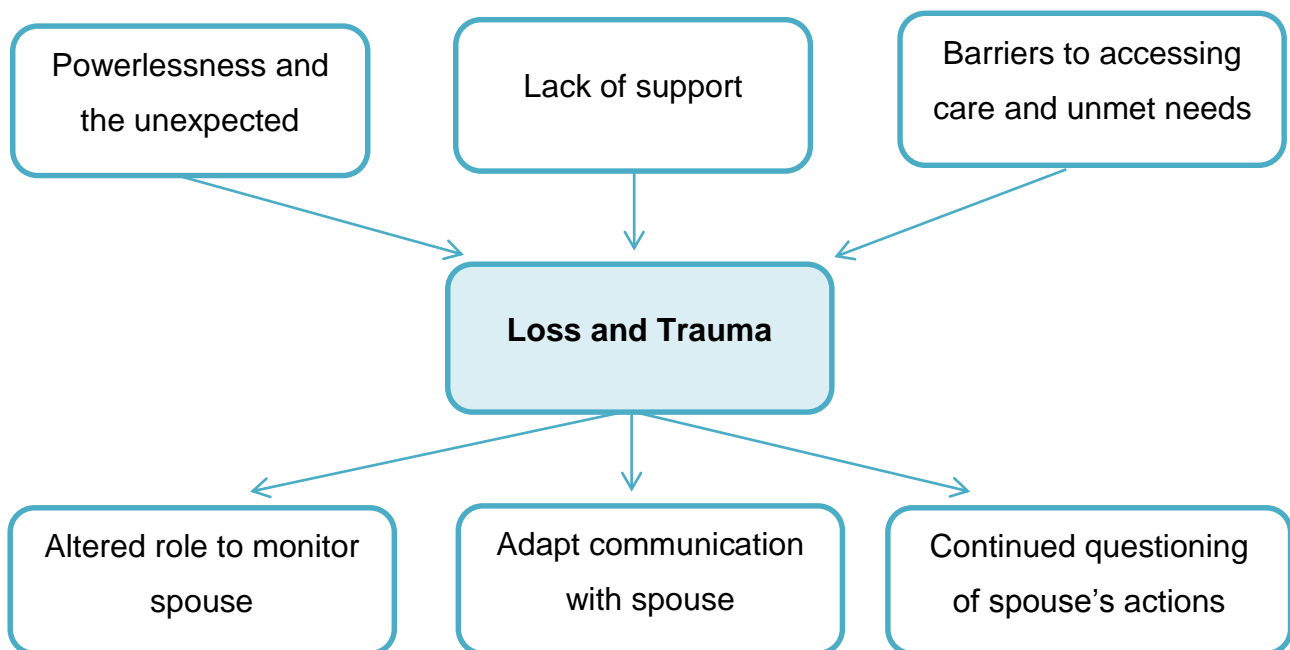 Powerlessness and
the unexpected
Lack of support
Barriers to accessing
care and unmet needs
Loss and Trauma
Altered role to monitor
spouse
Adapt communication
with spouse
Continued questioning
of spouse’s actions